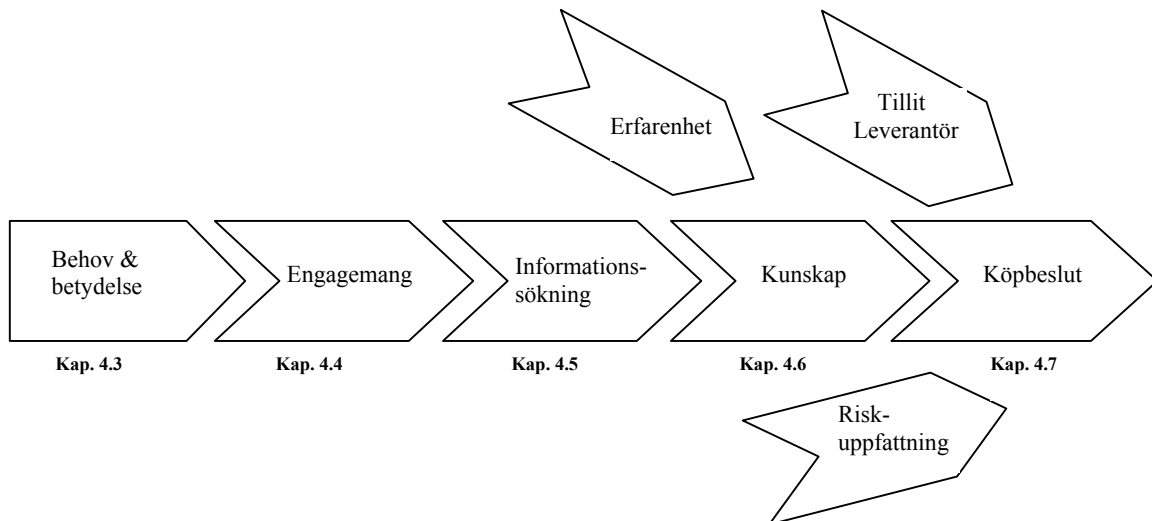 Erfarenhet
Tillit
Leverantör
Behov &
betydelse
Engagemang
Informations-
sökning
Kunskap
Köpbeslut
Kap. 4.3
Kap. 4.4
Kap. 4.5
Kap. 4.6
Kap. 4.7
Risk-
uppfattning